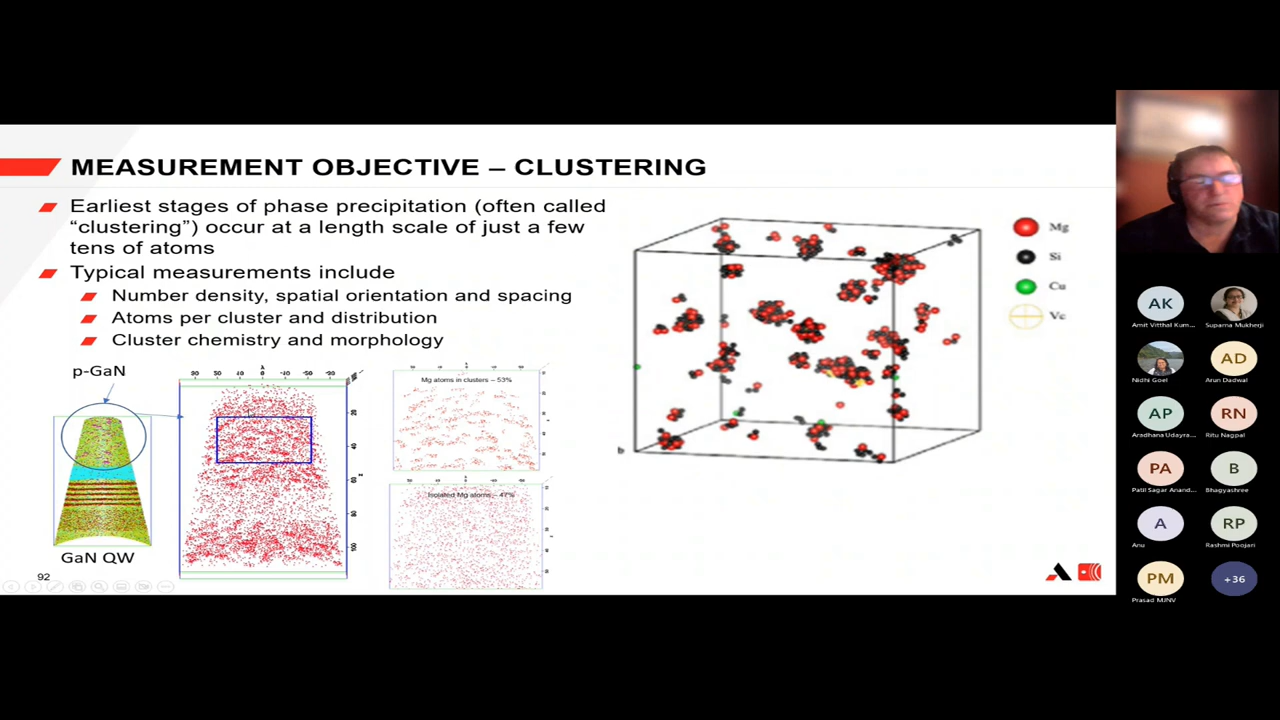 MEASUREMENT OBJECTIVE – CLUSTERING
Earliest stages of phase precipitation (often called
“clustering”) occur at a length scale of just a few
tens of atoms
Typical measurements include
Number density, spatial orientation and spacing
Atoms per cluster and distribution
Cluster chemistry and morphology
p-GaN
GaN QW
Mg atoms in clusters – 53%
Isolated Mg atoms – 47%
Mg
Si
Cu
Vc
b
92
AK
Amit Vitthal Kum...
Suparna Mukherji
Nidhi Goel
AD
Arun Dadwal
AP
Aradhana Udayra...
RN
Ritu Nagpal
PA
Patil Sagar Anand...
B
Bhagyashree
A
Anu
RP
Rashmi Poojari
PM
Prasad MJNV
+36